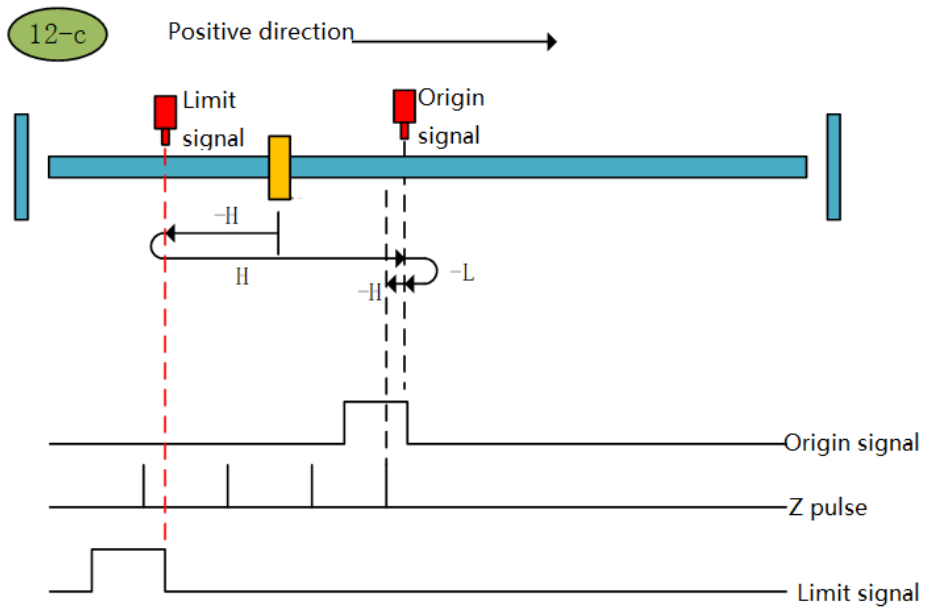 12-c
Positive direction
Limit
signal
Origin
signal
-H
H
-L
-H
Origin signal
Z pulse
Limit signal